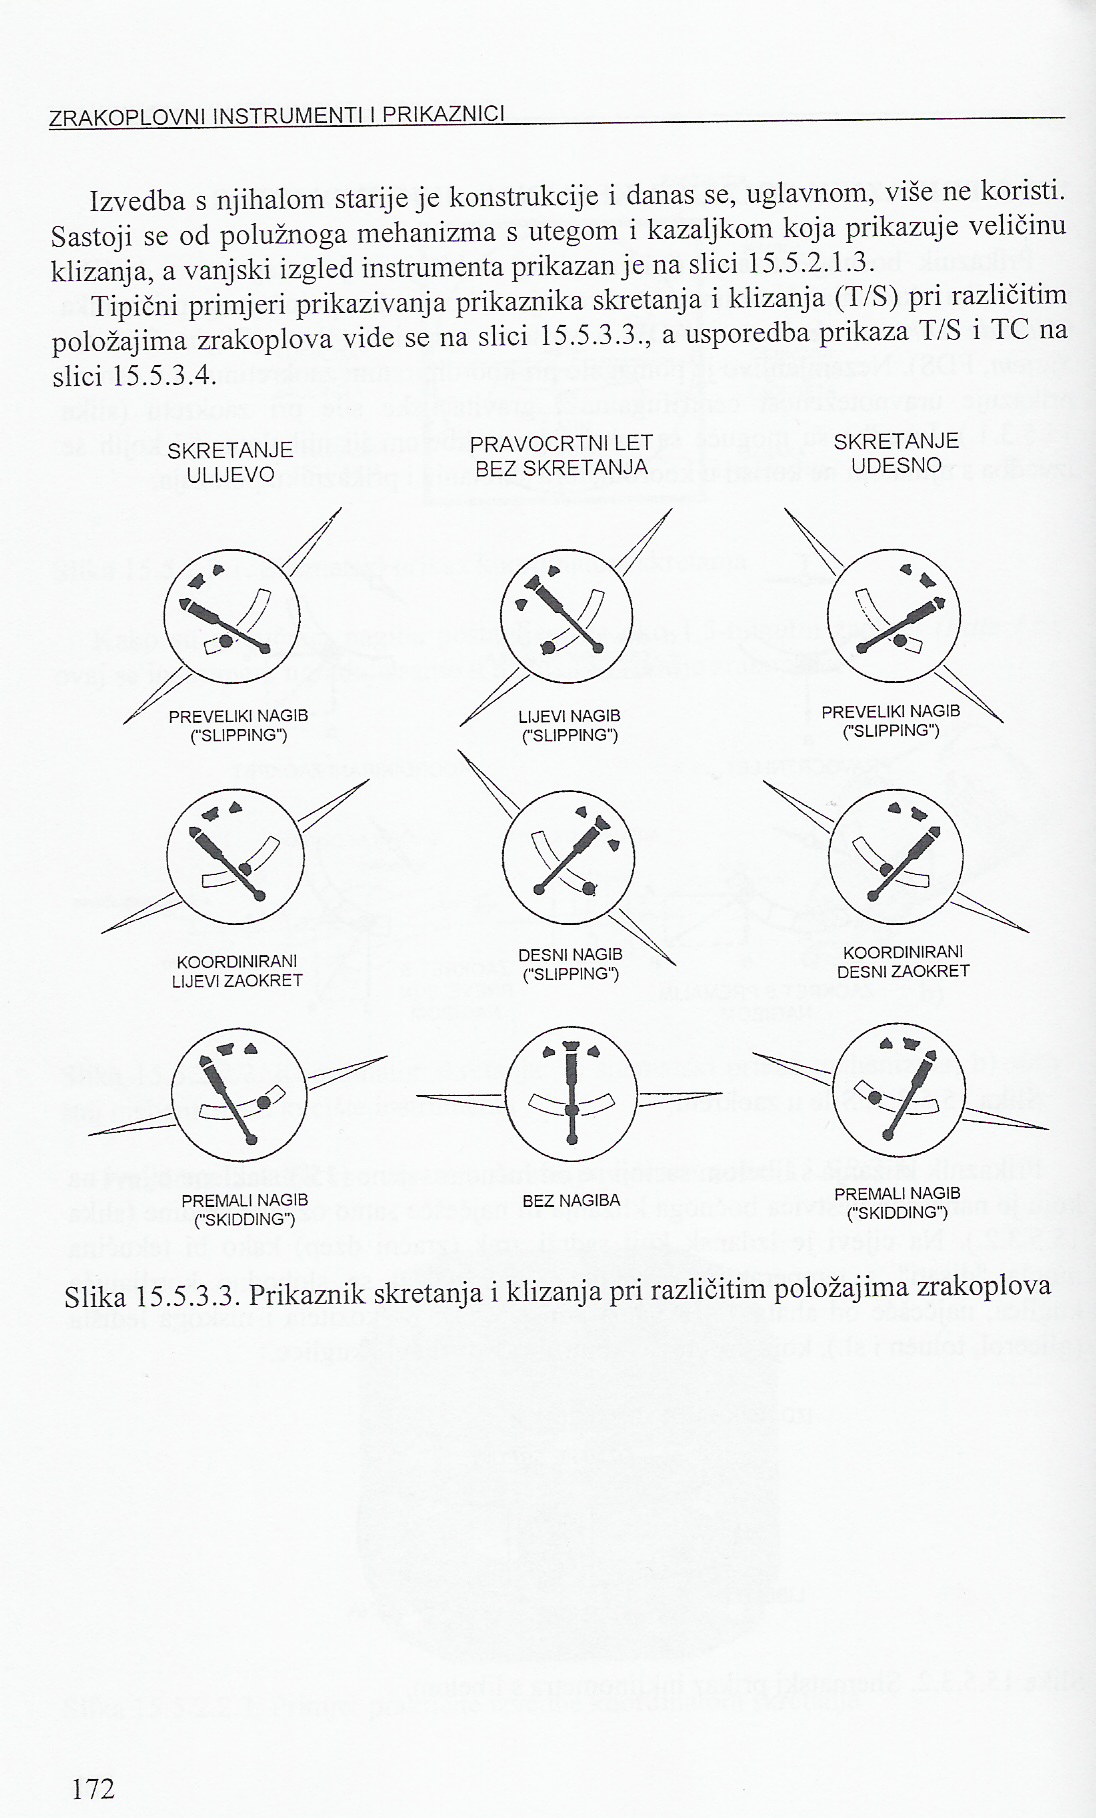 ZRAKOPLOVNI INSTRUMENTI I PRIKAZNICI
Izvedba s njihalom starije je konstrukcije i danas se, uglavnom, više ne koristi.
Sastoji se od polužnoga mehanizma s utegom i kazaljkom koja prikazuje veličinu
klizanja, a vanjski izgled instrumenta prikazan je na slici 15.5.2.1.3.
Tipični primjeri prikazivanja prikaznika skretanja i klizanja (T/S) pri različitim
položajima zrakoplova vide se na slici 15.5.3.3., a usporedba prikaza T/S i TC na
slici 15.5.3.4.
SKRETANJE
ULIJEVO
PRAVOCRTNI LET
BEZ SKRETANJA
SKRETANJE
UDESNO
PREVELIKI NAGIB
("SLIPPING")
LIJEVI NAGIB
("SLIPPING")
PREVELIKI NAGIB
("SLIPPING")
KOORDINIRANI
LIJEVI ZAOKRET
DESNI NAGIB
("SLIPPING")
KOORDINIRANI
DESNI ZAOKRET
PREMALI NAGIB
("SKIDDING")
BEZ NAGIBA
PREMALI NAGIB
("SKIDDING")
Slika 15.5.3.3. Prikaznik skretanja i klizanja pri različitim položajima zrakoplova
172